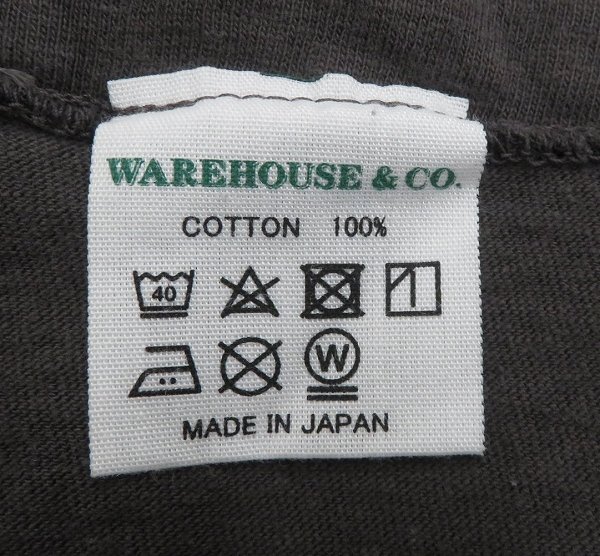 WAREHOUSE & CO.
COTTON 100%
40
W
MADE IN JAPAN